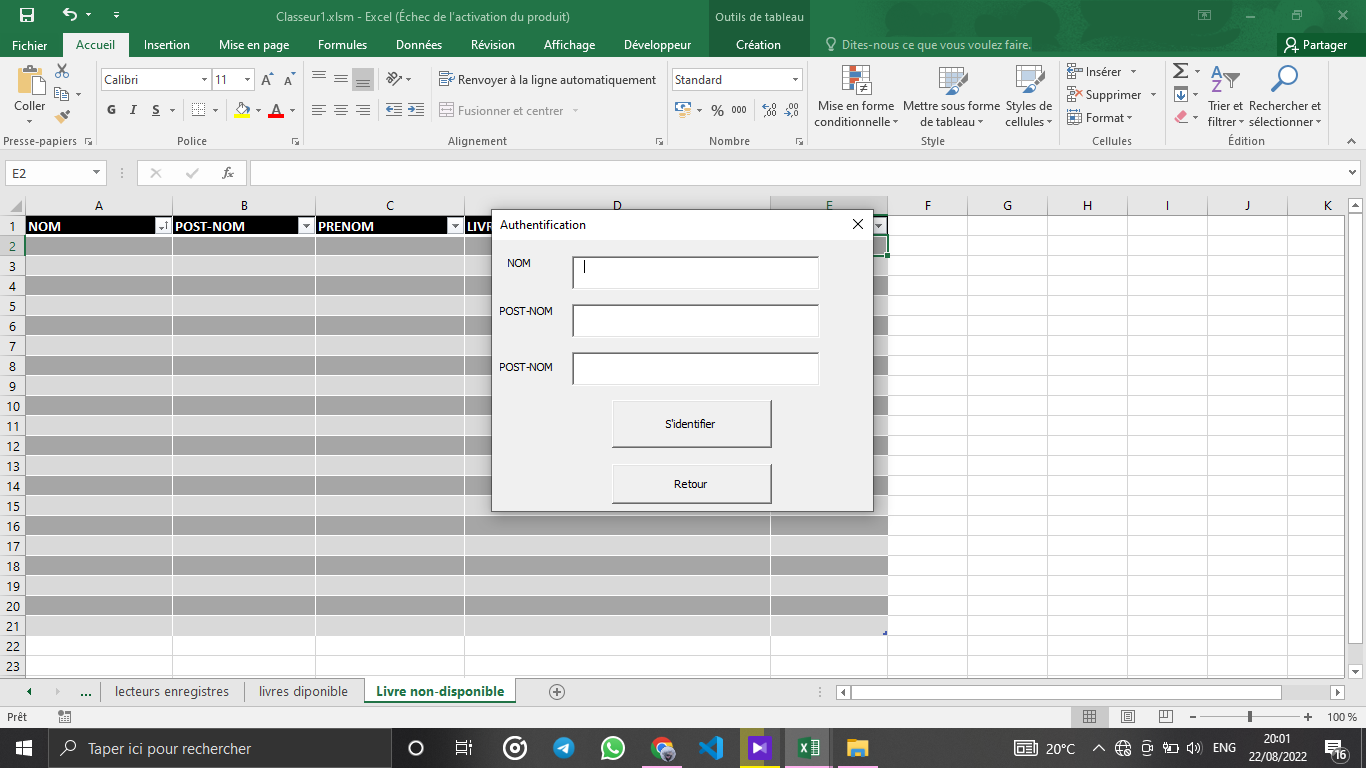 Classeur1.xlsm - Excel (Échec de l'activation du produit)
Outils de tableau
Fichier Accueil Insertion Mise en page Formules Données Révision Affichage Développeur Création Dites-nous ce que vous voulez faire. Partager
Coller
Presse-papiers
Calibri 11
G I S
Police
Renvoyer à la ligne automatiquement
Fusionner et centrer
Alignement
Standard
% 000
Nombre
Mise en forme conditionnelle
Mettre sous forme de tableau
Styles de cellules
Style
Insérer
Supprimer
Format
Cellules
Trier et filtrer
Rechercher et sélectionner
Édition
E2 fx
A B C D E F G H I J K
1 NOM POST-NOM PRENOM LIVR
2
3
4
5
6
7
8
9
10
11
12
13
14
15
16
17
18
19
20
21
22
23
Authentification
NOM
POST-NOM
POST-NOM
S'identifier
Retour
... lecteurs enregistres livres diponible Livre non-disponible
Prêt 100 %
Taper ici pour rechercher
20°C ENG 20:01
22/08/2022
16